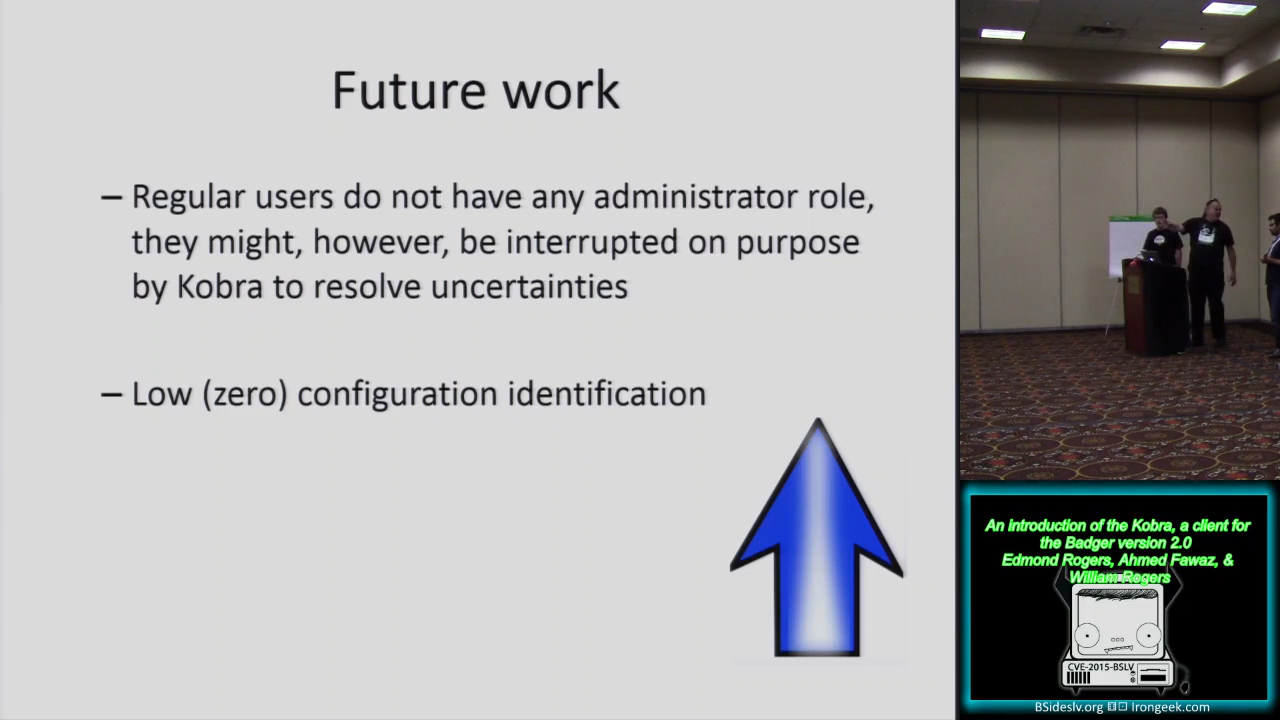 Future work
– Regular users do not have any administrator role,
they might, however, be interrupted on purpose
by Kobra to resolve uncertainties
– Low (zero) configuration identification
An introduction of the Kobra, a client for
the Badger version 2.0
Edmond Rogers, Ahmed Fawaz, &
William Rogers
CVE-2015-BSLV
BSideslv.org Irongeek.com